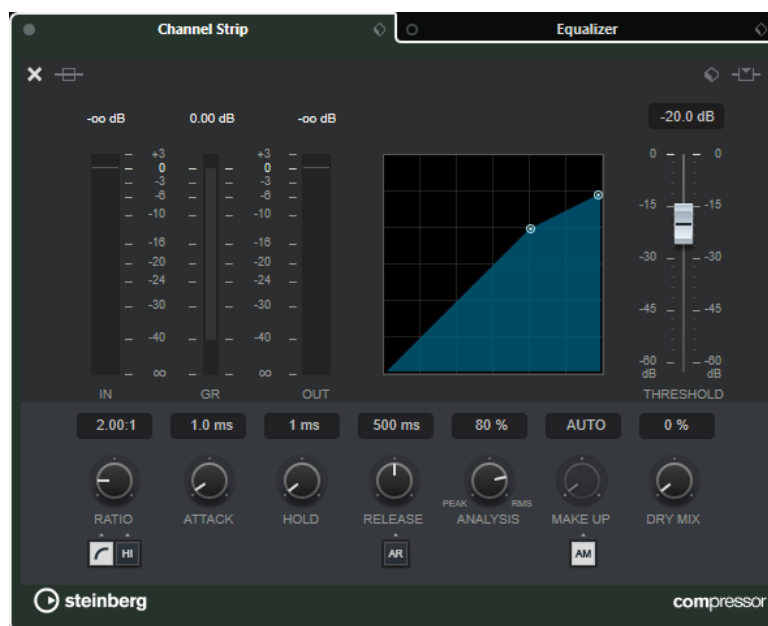 Channel Strip Equalizer
-oo dB 0.00 dB -oo dB -20.0 dB
+3 +3 0 0
0 0
-3 -3
-6 -6
-10 -10 -15 -15
-16 -16
-20 -20 -30 -30
-24 -24
-30 -30 -45 -45
-40 -40
∞ ∞ -60 -60
dB dB
IN GR OUT THRESHOLD
2.00:1 1.0 ms 1 ms 500 ms 80 % AUTO 0 %
PEAK RMS
RATIO ATTACK HOLD RELEASE ANALYSIS MAKE UP DRY MIX
HI AR AM
steinberg compressor